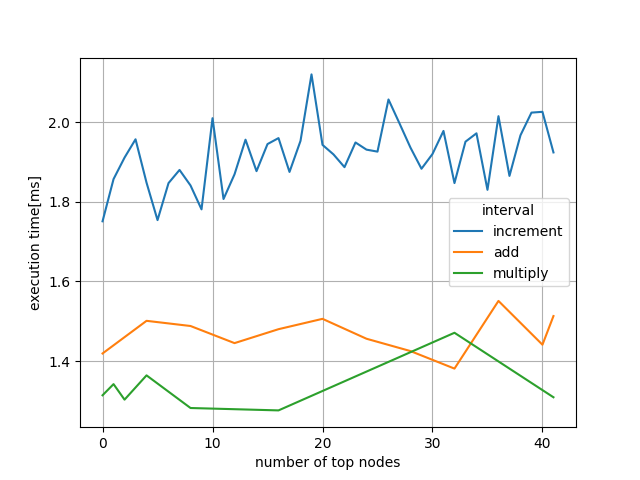 execution time[ms]
2.0
1.8
1.6
1.4
interval
increment
add
multiply
0 10 20 30 40
number of top nodes